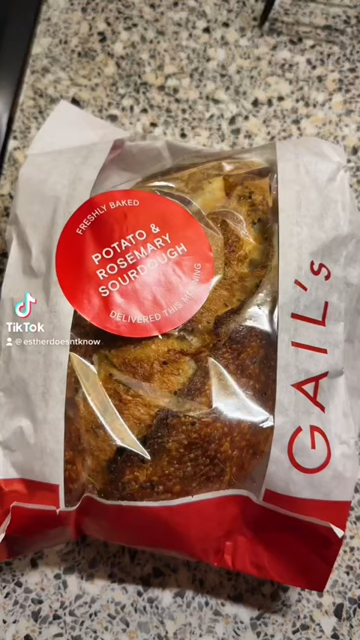 FRESHLY BAKED
POTATO &
ROSEMARY
SOURDOUGH
DELIVERED THIS MORNING
GAIL's
TikTok
@estherdoesntknow